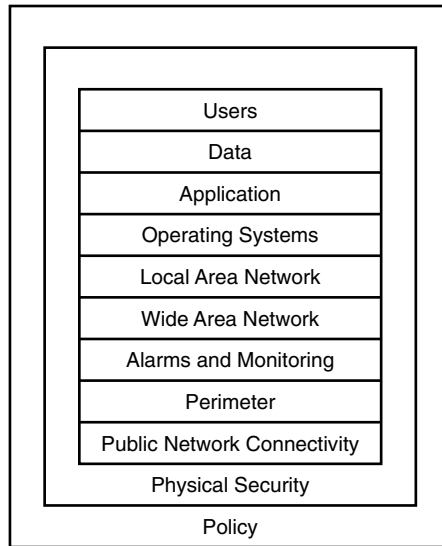 Users
Data
Application
Operating Systems
Local Area Network
Wide Area Network
Alarms and Monitoring
Perimeter
Public Network Connectivity
Physical Security
Policy